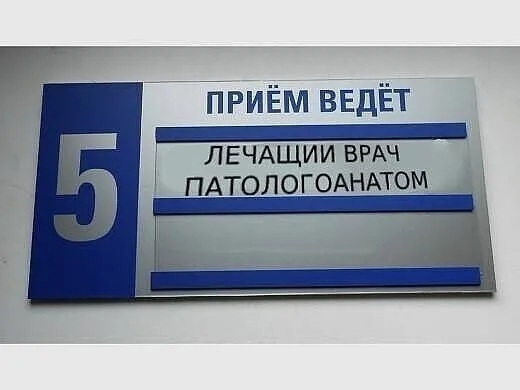 5
ПРИЁМ ВЕДЁТ
ЛЕЧАЩИИ ВРАЧ
ПАТОЛОГОАНАТОМ